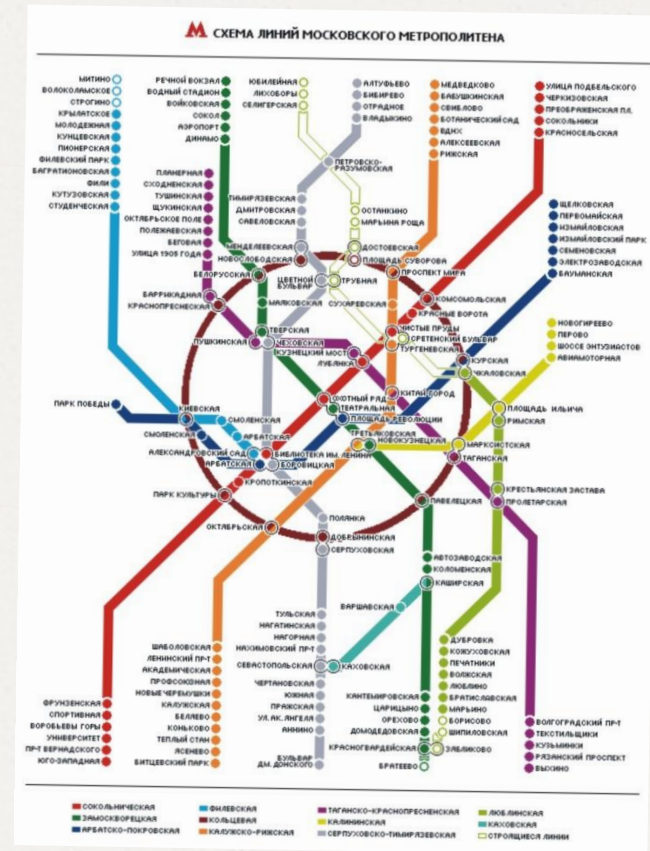 СХЕМА ЛИНИЙ МОСКОВСКОГО МЕТРОПОЛИТЕНА
МИТИНО
ВОЛОКОЛАМСКОЕ
СТРОГИНО
КРЫЛАТСКОЕ
МОЛОДЕЖНАЯ
КУНЦЕВСКАЯ
ПИОНЕРСКАЯ
ФИЛЕВСКИЙ ПАРК
БАГРАТИОНОВСКАЯ
ФИЛИ
КУТУЗОВСКАЯ
СТУДЕНЧЕСКАЯ
РЕЧНОЙ ВОКЗАЛ
ВОДНЫЙ СТАДИОН
ВОЙКОВСКАЯ
СОКОЛ
АЭРОПОРТ
ДИНАМО
ЮБИЛЕЙНАЯ
ЛИХОБОРЫ
СЕЛИГЕРСКАЯ
АЛТУФЬЕВО
БИБИРЕВО
ОТРАДНОЕ
ВЛАДЫКИНО
МЕДВЕДКОВО
БАБУШКИНСКАЯ
СВИБЛОВО
БОТАНИЧЕСКИЙ САД
ВДНХ
АЛЕКСЕЕВСКАЯ
РИЖСКАЯ
УЛИЦА ПОДБЕЛЬСКОГО
ЧЕРКИЗОВСКАЯ
ПРЕОБРАЖЕНСКАЯ ПЛ.
СОКОЛЬНИКИ
КРАСНОСЕЛЬСКАЯ
ПЕТРОВСКО-
РАЗУМОВСКАЯ
ПЛАНЕРНАЯ
СХОДНЕНСКАЯ
ТУШИНСКАЯ
ЩУКИНСКАЯ
ОКТЯБРЬСКОЕ ПОЛЕ
ПОЛЕЖАЕВСКАЯ
БЕГОВАЯ
УЛИЦА 1905 ГОДА
ТИМИРЯЗЕВСКАЯ
ДМИТРОВСКАЯ
САВЕЛОВСКАЯ
ОСТАНКИНО
МАРЬИНА РОЩА
ЩЕЛКОВСКАЯ
ПЕРВОМАЙСКАЯ
ИЗМАЙЛОВСКАЯ
ИЗМАЙЛОВСКИЙ ПАРК
СЕМЕНОВСКАЯ
ЭЛЕКТРОЗАВОДСКАЯ
БАУМАНСКАЯ
МЕНДЕЛЕЕВСКАЯ
НОВОСЛОБОДСКАЯ
ДОСТОЕВСКАЯ
ПЛОЩАДЬ СУВОРОВА
БЕЛОРУССКАЯ
ПРОСПЕКТ МИРА
ЦВЕТНОЙ
БУЛЬВАР
ТРУБНАЯ
БАРРИКАДНАЯ
КРАСНОПРЕСНЕНСКАЯ
МАЯКОВСКАЯ
СУХАРЕВСКАЯ
КОМСОМОЛЬСКАЯ
КРАСНЫЕ ВОРОТА
ТВЕРСКАЯ
ПУШКИНСКАЯ
ЧЕХОВСКАЯ
КУЗНЕЦКИЙ МОСТ
ЛУБЯНКА
ЧИСТЫЕ ПРУДЫ
СРЕТЕНСКИЙ БУЛЬВАР
ТУРГЕНЕВСКАЯ
КУРСКАЯ
ЧКАЛОВСКАЯ
НОВОГИРЕЕВО
ПЕРОВО
ШОССЕ ЭНТУЗИАСТОВ
АВИАМОТОРНАЯ
ПАРК ПОБЕДЫ
КИЕВСКАЯ
СМОЛЕНСКАЯ
СМОЛЕНСКАЯ
ОХОТНЫЙ РЯД
ТЕАТРАЛЬНАЯ
ПЛОЩАДЬ РЕВОЛЮЦИИ
КИТАЙ ГОРОД
ПЛОЩАДЬ ИЛЬИЧА
РИМСКАЯ
АРБАТСКАЯ
АЛЕКСАНДРОВСКИЙ САД
БИБЛИОТЕКА ИМ. ЛЕНИНА
АРБАТСКАЯ
БОРОВИЦКАЯ
ТРЕТЬЯКОВСКАЯ
НОВОКУЗНЕЦКАЯ
МАРКСИСТСКАЯ
ТАГАНСКАЯ
КРОПОТКИНСКАЯ
ПАРК КУЛЬТУРЫ
КРЕСТЬЯНСКАЯ ЗАСТАВА
ПРОЛЕТАРСКАЯ
ПАВЕЛЕЦКАЯ
ОКТЯБРЬСКАЯ
ПОЛЯНКА
ДОБРЫНИНСКАЯ
СЕРПУХОВСКАЯ
АВТОЗАВОДСКАЯ
КОЛОМЕНСКАЯ
КАШИРСКАЯ
ВАРШАВСКАЯ
ТУЛЬСКАЯ
НАГАТИНСКАЯ
НАГОРНАЯ
НАХИМОВСКИЙ ПР-Т
СЕВАСТОПОЛЬСКАЯ
КАХОВСКАЯ
ЧЕРТАНОВСКАЯ
ЮЖНАЯ
ПРАЖСКАЯ
УЛ. АК. ЯНГЕЛЯ
АННИНО
БУЛЬВАР
ДМ. ДОНСКОГО
ШАБОЛОВСКАЯ
ЛЕНИНСКИЙ ПР-Т
АКАДЕМИЧЕСКАЯ
ПРОФСОЮЗНАЯ
НОВЫЕ ЧЕРЕМУШКИ
КАЛУЖСКАЯ
БЕЛЯЕВО
КОНЬКОВО
ТЕПЛЫЙ СТАН
ЯСЕНЕВО
БИТЦЕВСКИЙ ПАРК
ФРУНЗЕНСКАЯ
СПОРТИВНАЯ
ВОРОБЬЕВЫ ГОРЫ
УНИВЕРСИТЕТ
ПР-Т ВЕРНАДСКОГО
ЮГО-ЗАПАДНАЯ
КАНТЕМИРОВСКАЯ
ЦАРИЦЫНО
ОРЕХОВО
ДОМОДЕДОВСКАЯ
КРАСНОГВАРДЕЙСКАЯ
БРАТЕЕВО
ДУБРОВКА
КОЖУХОВСКАЯ
ПЕЧАТНИКИ
ВОЛЖСКАЯ
ЛЮБЛИНО
БРАТИСЛАВСКАЯ
МАРЬИНО
БОРИСОВО
ШИПИЛОВСКАЯ
ЗЯБЛИКОВО
ВОЛГОГРАДСКИЙ ПР-Т
ТЕКСТИЛЬЩИКИ
КУЗЬМИНКИ
РЯЗАНСКИЙ ПРОСПЕКТ
ВЫХИНО
СОКОЛЬНИЧЕСКАЯ
ЗАМОСКВОРЕЦКАЯ
АРБАТСКО-ПОКРОВСКАЯ
ФИЛЕВСКАЯ
КОЛЬЦЕВАЯ
КАЛУЖСКО-РИЖСКАЯ
ТАГАНСКО-КРАСНОПРЕСНЕНСКАЯ
КАЛИНИНСКАЯ
СЕРПУХОВСКО-ТИМИРЯЗЕВСКАЯ
ЛЮБЛИНСКАЯ
КАХОВСКАЯ
СТРОЯЩИЕСЯ ЛИНИИ